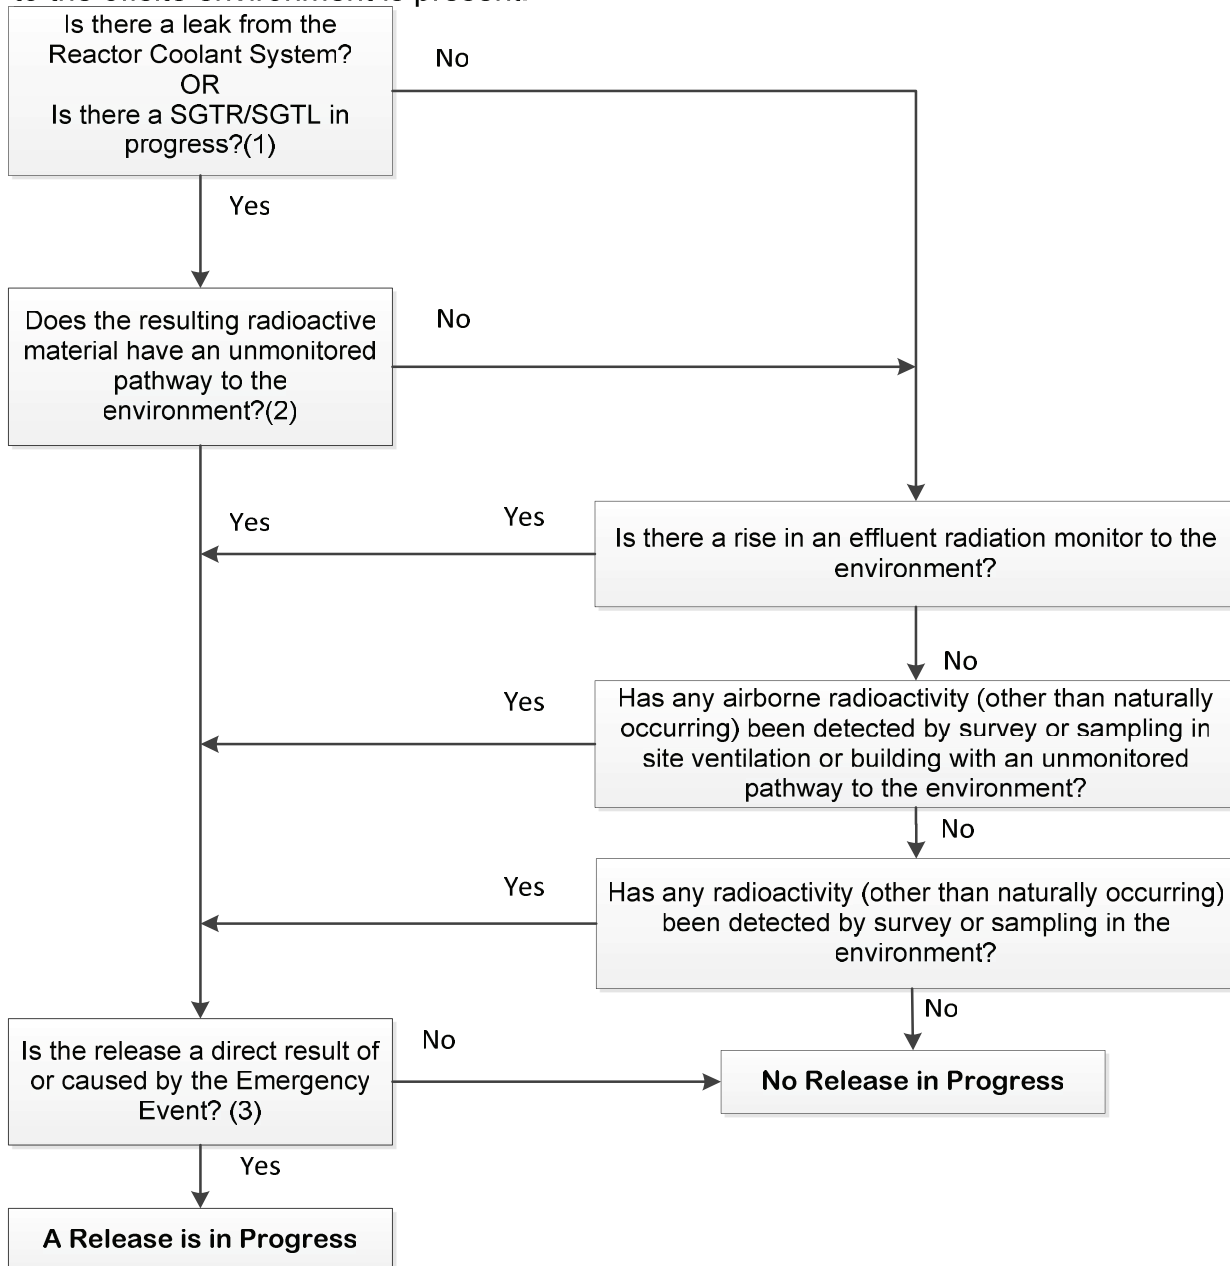 to the offsite environment is present.
Is there a leak from the
Reactor Coolant System?
OR
Is there a SGTR/SGTL in
progress?(1)
No
Yes
Does the resulting radioactive
material have an unmonitored
pathway to the
environment?(2)
No
Yes
Yes
Is there a rise in an effluent radiation monitor to the
environment?
No
Yes
Has any airborne radioactivity (other than naturally
occurring) been detected by survey or sampling in
site ventilation or building with an unmonitored
pathway to the environment?
No
Yes
Has any radioactivity (other than naturally occurring)
been detected by survey or sampling in the
environment?
No
Is the release a direct result of
or caused by the Emergency
Event? (3)
No
No Release in Progress
Yes
A Release is in Progress